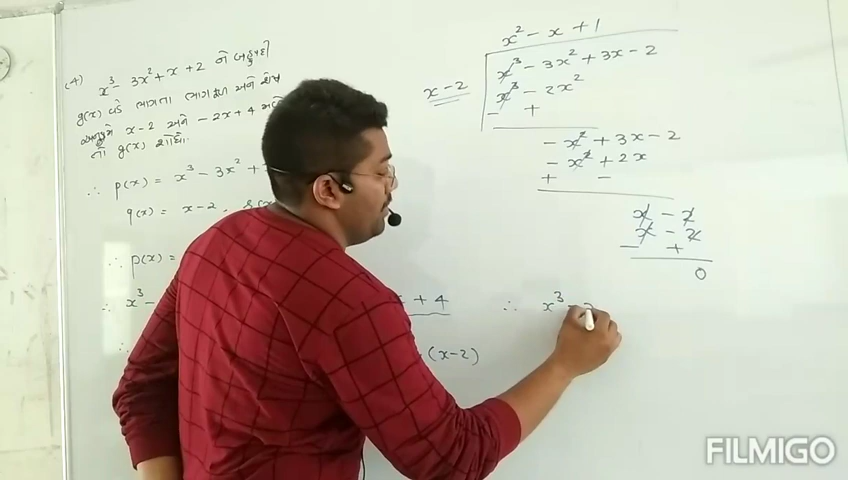 (4) x³ - 3x² + x + 2 ને બહુપદી
g(x) વડે ભાગતા ભાગફળ અને શેષ
અનુક્રમે x-2 અને -2x+4
તો g(x) શોધો.
∴ p(x) = x³ - 3x² +
q(x) = x-2,
∴ p(x) =
∴ x³ -
x + 4
∴
(x-2)
x² - x + 1
x-2
x³ - 3x² + 3x - 2
x³ - 2x²
- +
- x² + 3x - 2
- x² + 2x
+ -
x - 2
x - 2
- +
0
∴ x³ -
FILMIGO